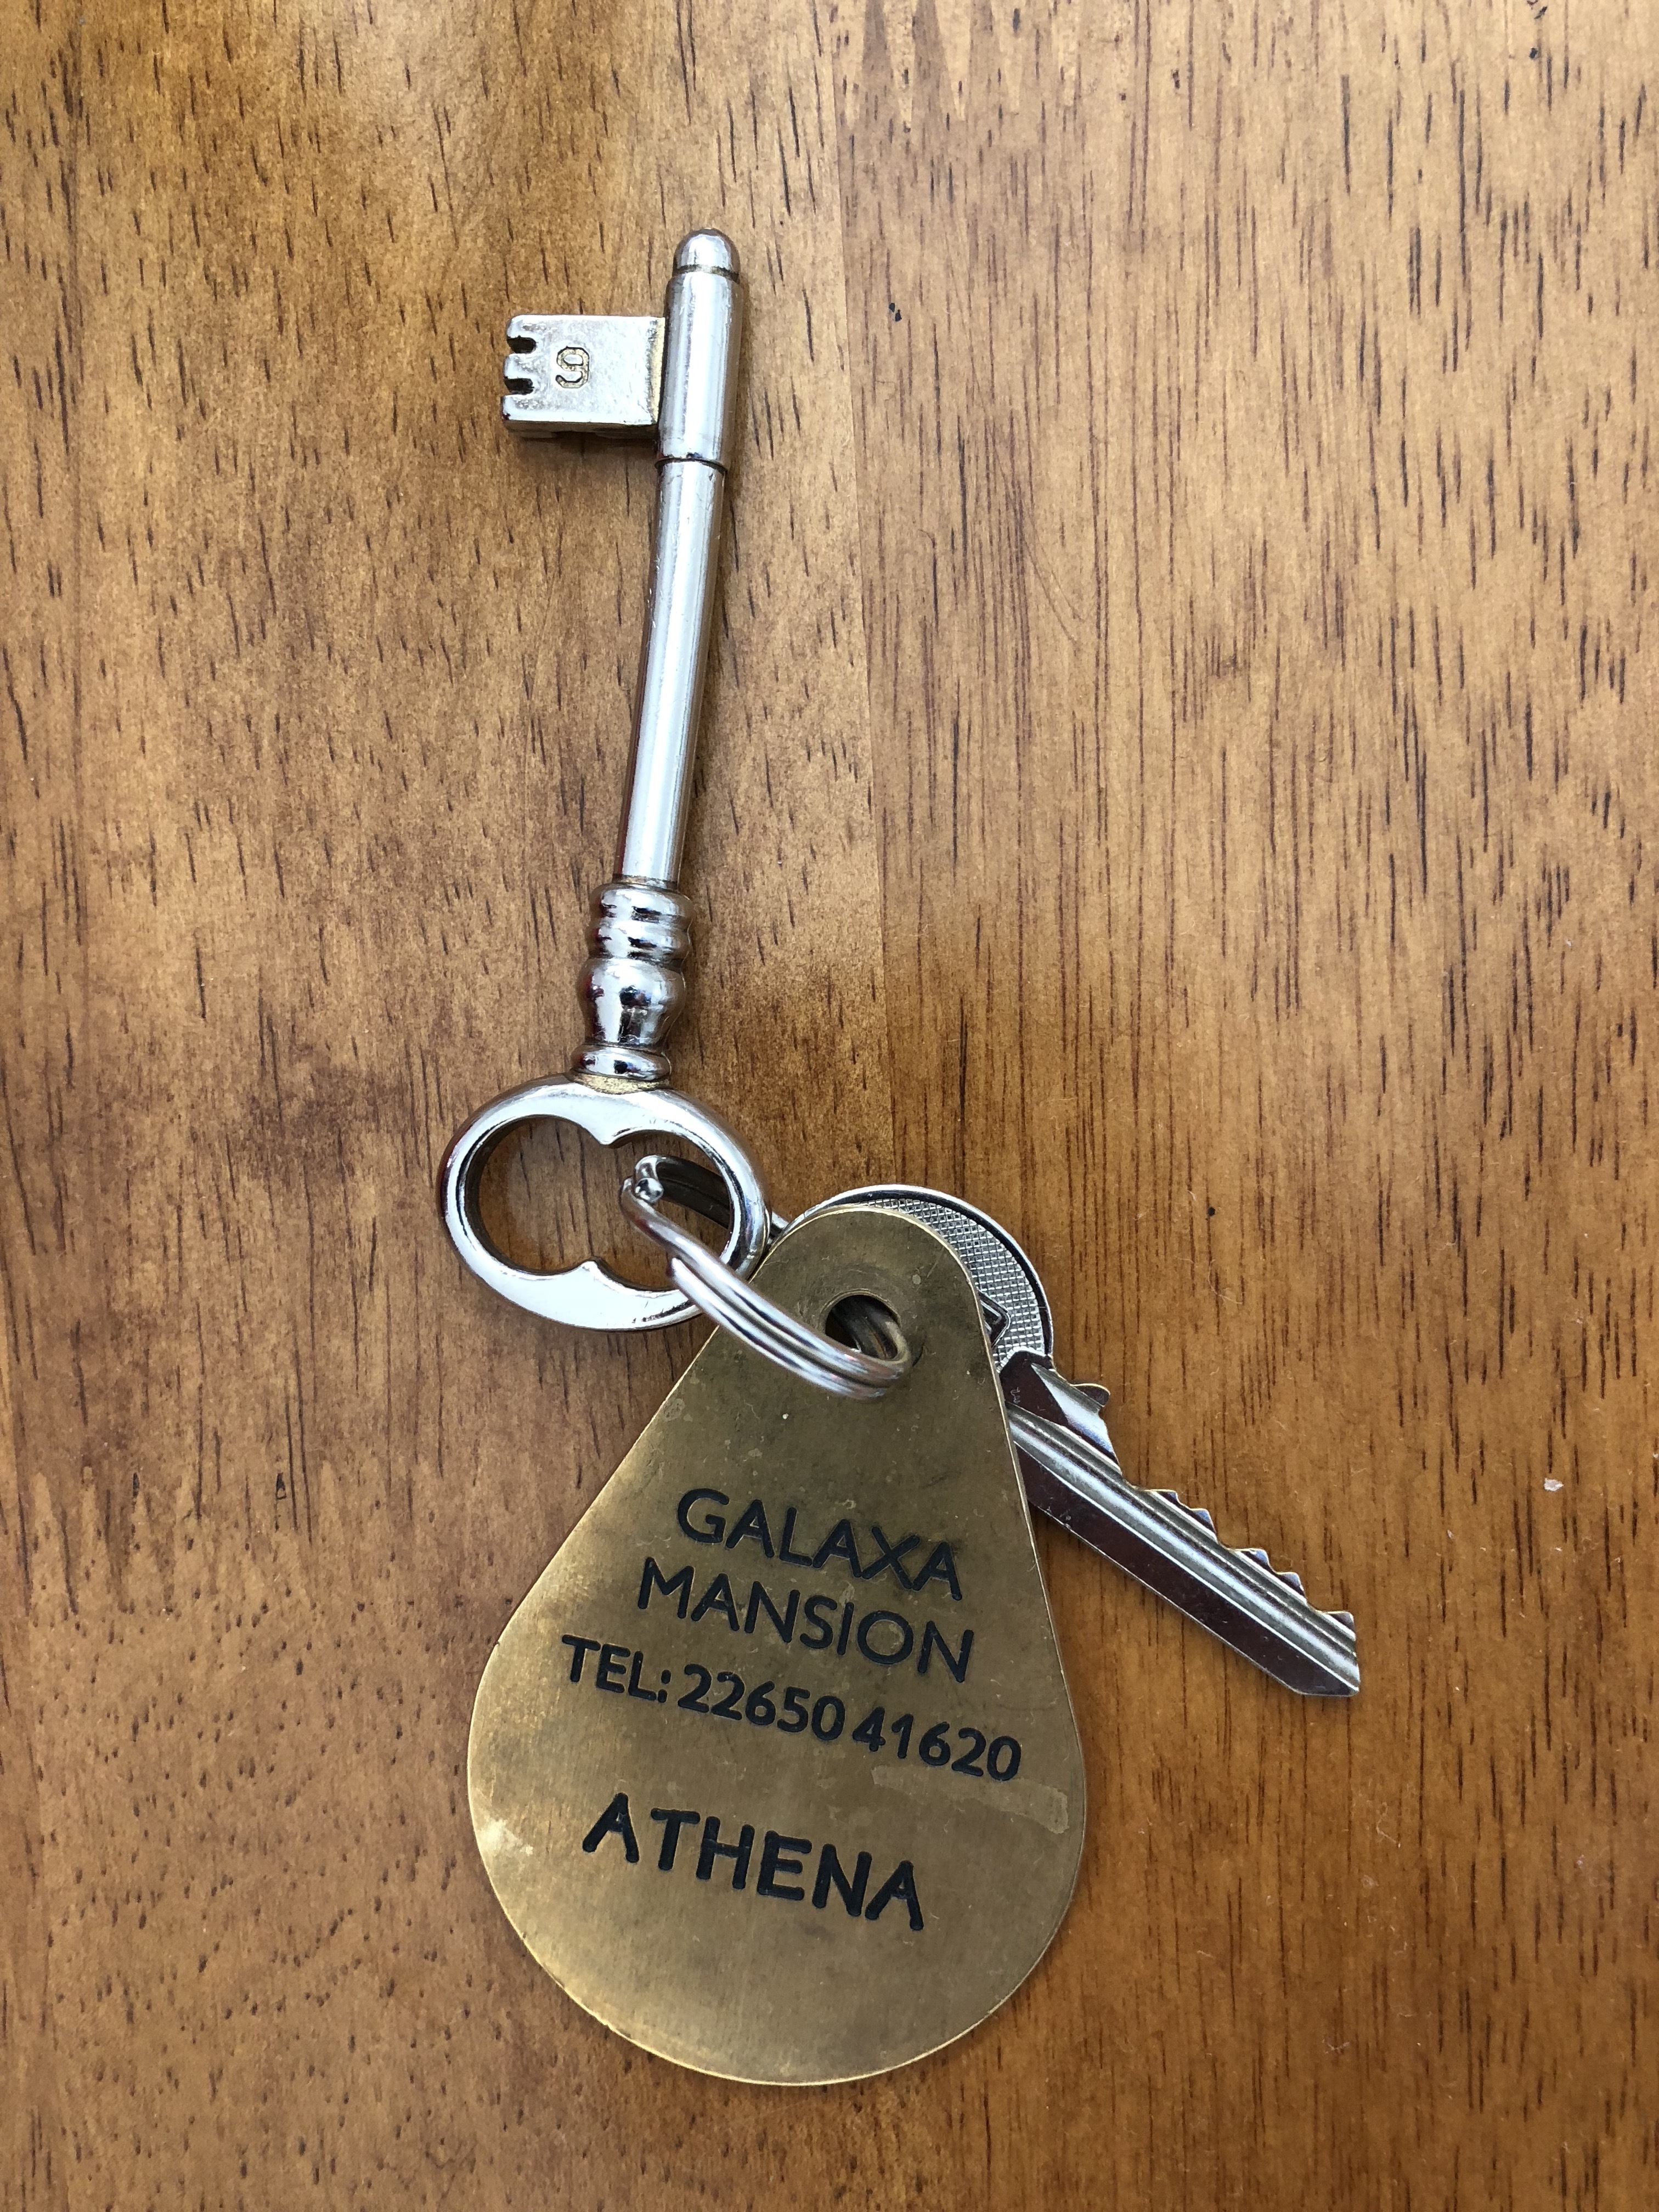 9
GALAXA
MANSION
TEL: 22650 41620
ATHENA